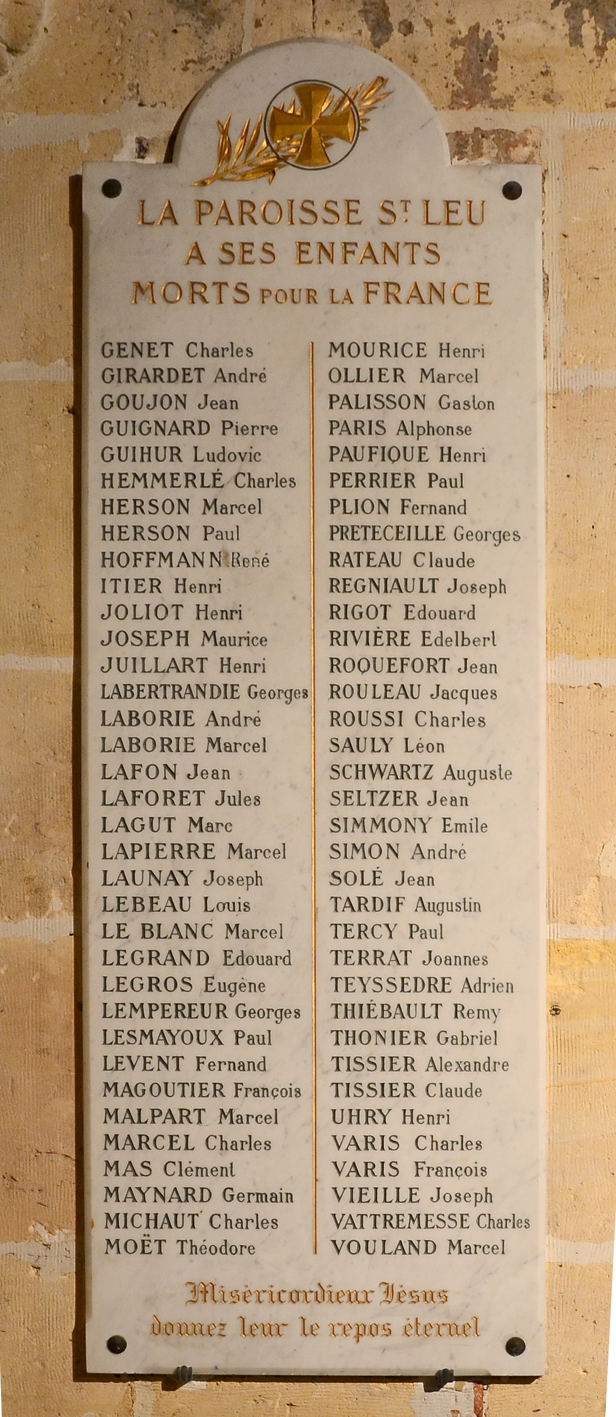 LA PAROISSE ST LEU
A SES ENFANTS
MORTS POUR LA FRANCE
GENET Charles
GIRARDET André
GOUJON Jean
GUIGNARD Pierre
GUIHUR Ludovic
HEMMERLÉ Charles
HERSON Marcel
HERSON Paul
HOFFMANN René
ITIER Henri
JOLIOT Henri
JOSEPH Maurice
JUILLART Henri
LABERTRANDIE Georges
LABORIE André
LABORIE Marcel
LAFON Jean
LAFORET Jules
LAGUT Marc
LAPIERRE Marcel
LAUNAY Joseph
LEBEAU Louis
LE BLANC Marcel
LEGRAND Edouard
LEGROS Eugène
LEMPEREUR Georges
LESMAYOUX Paul
LEVENT Fernand
MAGOUTIER François
MALPART Marcel
MARCEL Charles
MAS Clément
MAYNARD Germain
MICHAUT Charles
MOËT Théodore
MOURICE Henri
OLLIER Marcel
PALISSON Gaston
PARIS Alphonse
PAUFIQUE Henri
PERRIER Paul
PLION Fernand
PRETECEILLE Georges
RATEAU Claude
REGNIAULT Joseph
RIGOT Edouard
RIVIÈRE Edelbert
ROQUEFORT Jean
ROULEAU Jacques
ROUSSI Charles
SAULY Léon
SCHWARTZ Auguste
SELTZER Jean
SIMMONY Emile
SIMON André
SOLÉ Jean
TARDIF Augustin
TERCY Paul
TERRAT Joannes
TEYSSEDRE Adrien
THIÉBAULT Remy
THONIER Gabriel
TISSIER Alexandre
TISSIER Claude
UHRY Henri
VARIS Charles
VARIS François
VIEILLE Joseph
VATTREMESSE Charles
VOULAND Marcel
Miséricordieux Jésus
donnez leur le repos éternel